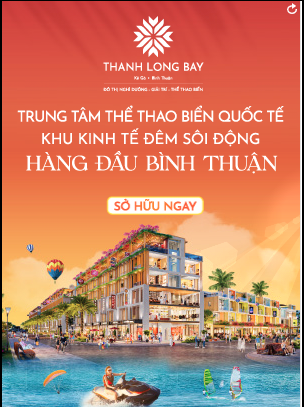 THANH LONG BAY
Kê Gà • Bình Thuận
ĐÔ THỊ NGHỈ DƯỠNG - GIẢI TRÍ - THỂ THAO BIỂN
TRUNG TÂM THỂ THAO BIỂN QUỐC TẾ
KHU KINH TẾ ĐÊM SÔI ĐỘNG
HÀNG ĐẦU BÌNH THUẬN
SỞ HỮU NGAY